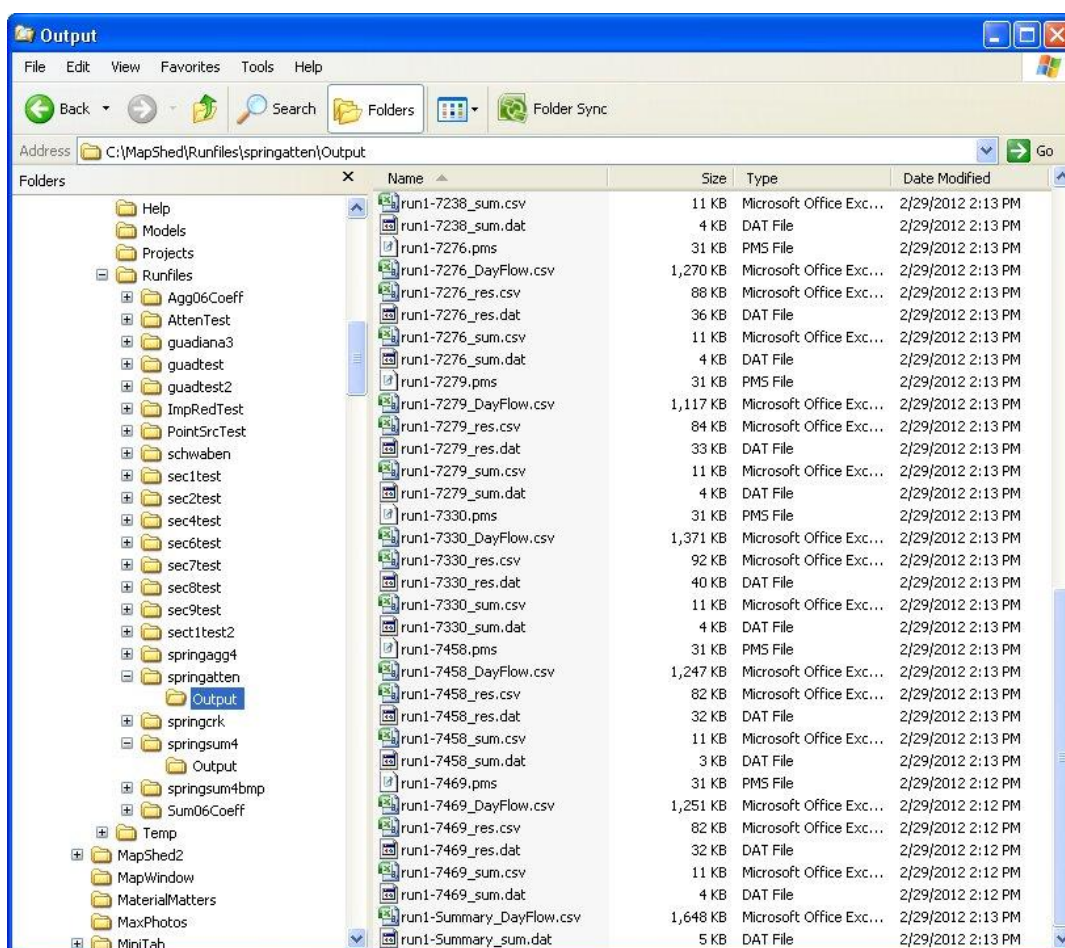 Output
File Edit View Favorites Tools Help
Back Search Folders Folder Sync
Address C:\MapShed\Runfiles\springatten\Output Go
Folders
Help
Models
Projects
Runfiles
Agg06Coeff
AttenTest
guadiana3
guadtest
guadtest2
ImpRedTest
PointSrcTest
schwaben
sec1test
sec2test
sec4test
sec6test
sec7test
sec8test
sec9test
sect1test2
springagg4
springatten
Output
springcrk
springsum4
Output
springsum4bmp
Sum06Coeff
Temp
MapShed2
MapWindow
MaterialMatters
MaxPhotos
MiniTab
Name Size Type Date Modified
run1-7238_sum.csv 11 KB Microsoft Office Exc... 2/29/2012 2:13 PM
run1-7238_sum.dat 4 KB DAT File 2/29/2012 2:13 PM
run1-7276.pms 31 KB PMS File 2/29/2012 2:13 PM
run1-7276_DayFlow.csv 1,270 KB Microsoft Office Exc... 2/29/2012 2:13 PM
run1-7276_res.csv 88 KB Microsoft Office Exc... 2/29/2012 2:13 PM
run1-7276_res.dat 36 KB DAT File 2/29/2012 2:13 PM
run1-7276_sum.csv 11 KB Microsoft Office Exc... 2/29/2012 2:13 PM
run1-7276_sum.dat 4 KB DAT File 2/29/2012 2:13 PM
run1-7279.pms 31 KB PMS File 2/29/2012 2:13 PM
run1-7279_DayFlow.csv 1,117 KB Microsoft Office Exc... 2/29/2012 2:13 PM
run1-7279_res.csv 84 KB Microsoft Office Exc... 2/29/2012 2:13 PM
run1-7279_res.dat 33 KB DAT File 2/29/2012 2:13 PM
run1-7279_sum.csv 11 KB Microsoft Office Exc... 2/29/2012 2:13 PM
run1-7279_sum.dat 4 KB DAT File 2/29/2012 2:13 PM
run1-7330.pms 31 KB PMS File 2/29/2012 2:13 PM
run1-7330_DayFlow.csv 1,371 KB Microsoft Office Exc... 2/29/2012 2:13 PM
run1-7330_res.csv 92 KB Microsoft Office Exc... 2/29/2012 2:13 PM
run1-7330_res.dat 40 KB DAT File 2/29/2012 2:13 PM
run1-7330_sum.csv 11 KB Microsoft Office Exc... 2/29/2012 2:13 PM
run1-7330_sum.dat 4 KB DAT File 2/29/2012 2:13 PM
run1-7458.pms 31 KB PMS File 2/29/2012 2:13 PM
run1-7458_DayFlow.csv 1,247 KB Microsoft Office Exc... 2/29/2012 2:13 PM
run1-7458_res.csv 82 KB Microsoft Office Exc... 2/29/2012 2:13 PM
run1-7458_res.dat 32 KB DAT File 2/29/2012 2:13 PM
run1-7458_sum.csv 11 KB Microsoft Office Exc... 2/29/2012 2:13 PM
run1-7458_sum.dat 3 KB DAT File 2/29/2012 2:13 PM
run1-7469.pms 31 KB PMS File 2/29/2012 2:12 PM
run1-7469_DayFlow.csv 1,251 KB Microsoft Office Exc... 2/29/2012 2:12 PM
run1-7469_res.csv 82 KB Microsoft Office Exc... 2/29/2012 2:12 PM
run1-7469_res.dat 32 KB DAT File 2/29/2012 2:12 PM
run1-7469_sum.csv 11 KB Microsoft Office Exc... 2/29/2012 2:12 PM
run1-7469_sum.dat 4 KB DAT File 2/29/2012 2:12 PM
run1-Summary_DayFlow.csv 1,648 KB Microsoft Office Exc... 2/29/2012 2:13 PM
run1-Summary_sum.dat 5 KB DAT File 2/29/2012 2:13 PM